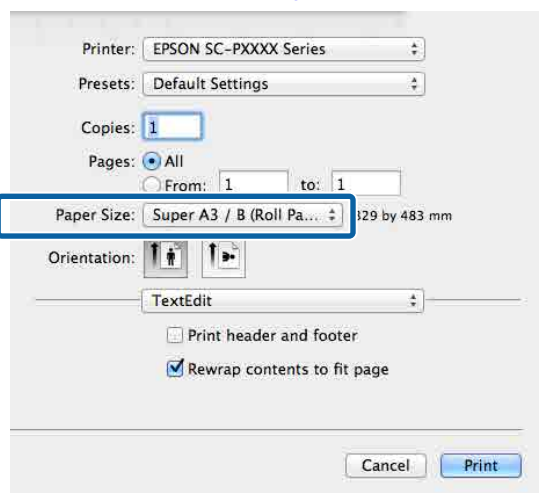 Printer: EPSON SC-PXXXX Series
Presets: Default Settings
Copies: 1
Pages: All
From: 1 to: 1
Paper Size: Super A3 / B (Roll Pa... 329 by 483 mm
Orientation:
TextEdit
Print header and footer
Rewrap contents to fit page
Cancel Print